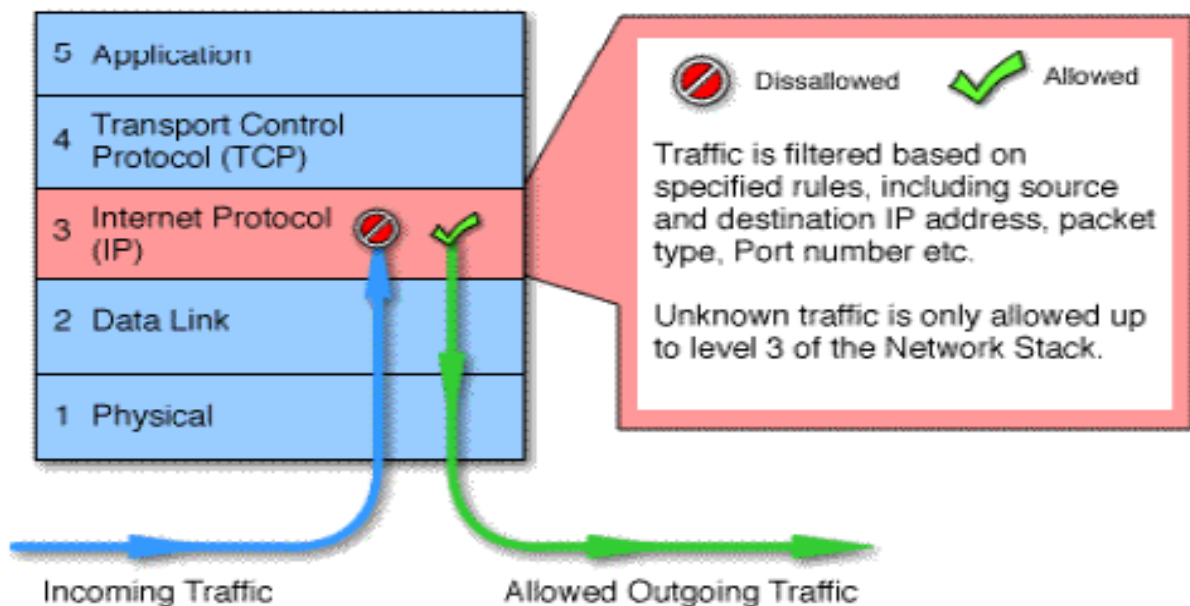 5 Application
4 Transport Control
Protocol (TCP)
3 Internet Protocol
(IP)
2 Data Link
1 Physical
Incoming Traffic
Allowed Outgoing Traffic
Dissallowed
Allowed
Traffic is filtered based on
specified rules, including source
and destination IP address, packet
type, Port number etc.
Unknown traffic is only allowed up
to level 3 of the Network Stack.